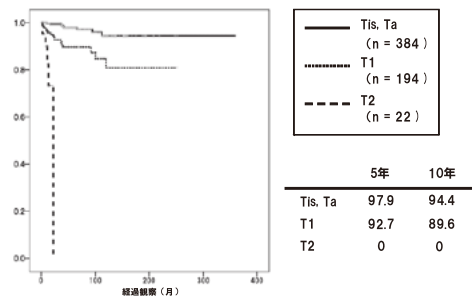 1.0
0.8
0.6
0.4
0.2
0.0
0
100
200
300
400
経過観察（月）
Tis, Ta
（n = 384 ）
T1
（n = 194 ）
T2
（n = 22 ）
5年 10年
Tis, Ta 97.9 94.4
T1 92.7 89.6
T2 0 0